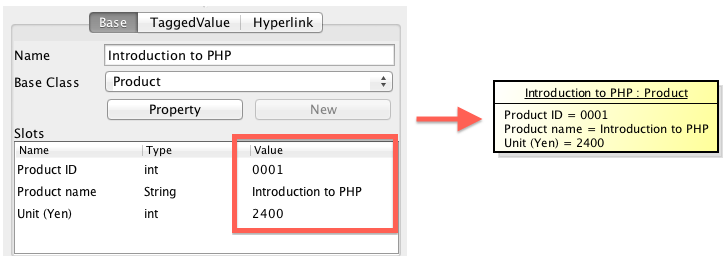 Base TaggedValue Hyperlink
Name Introduction to PHP
Base Class Product
Property New
Slots
Name Type Value
Product ID int 0001
Product name String Introduction to PHP
Unit (Yen) int 2400
Introduction to PHP : Product
Product ID = 0001
Product name = Introduction to PHP
Unit (Yen) = 2400